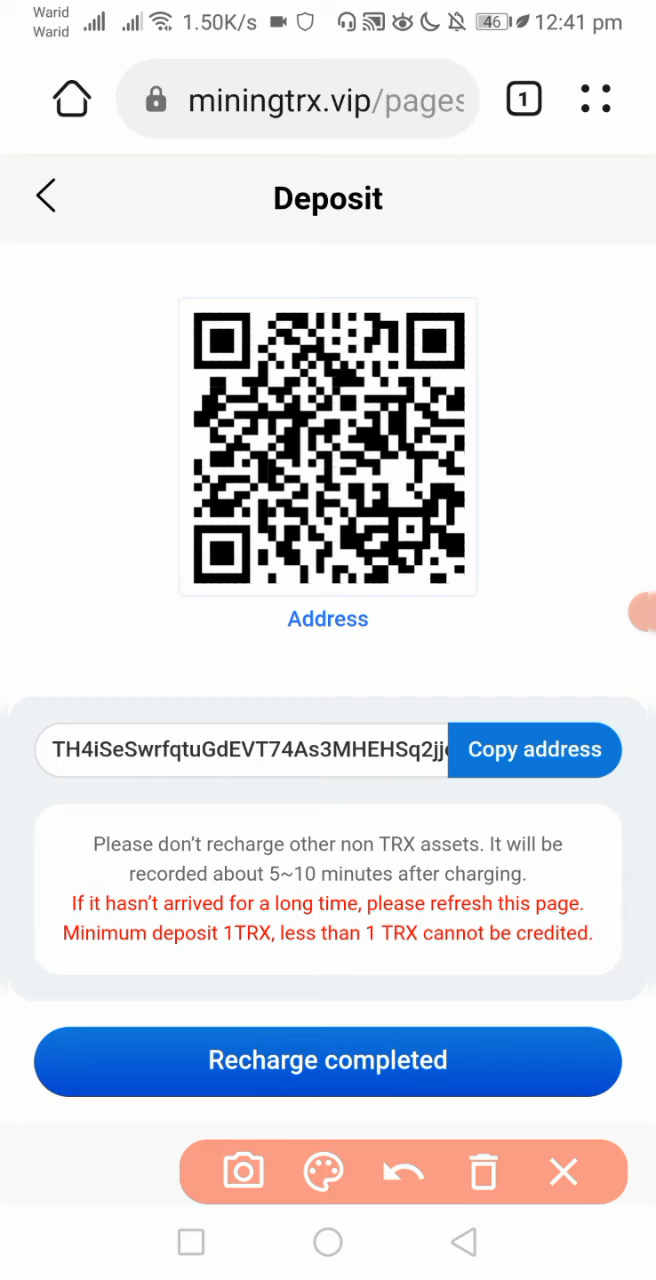 Warid
Warid
1.50K/s
46
12:41 pm
miningtrx.vip/pages
1
Deposit
Address
TH4iSeSwrfqtuGdEVT74As3MHEHSq2jj
Copy address
Please don't recharge other non TRX assets. It will be
recorded about 5~10 minutes after charging.
If it hasn't arrived for a long time, please refresh this page.
Minimum deposit 1TRX, less than 1 TRX cannot be credited.
Recharge completed